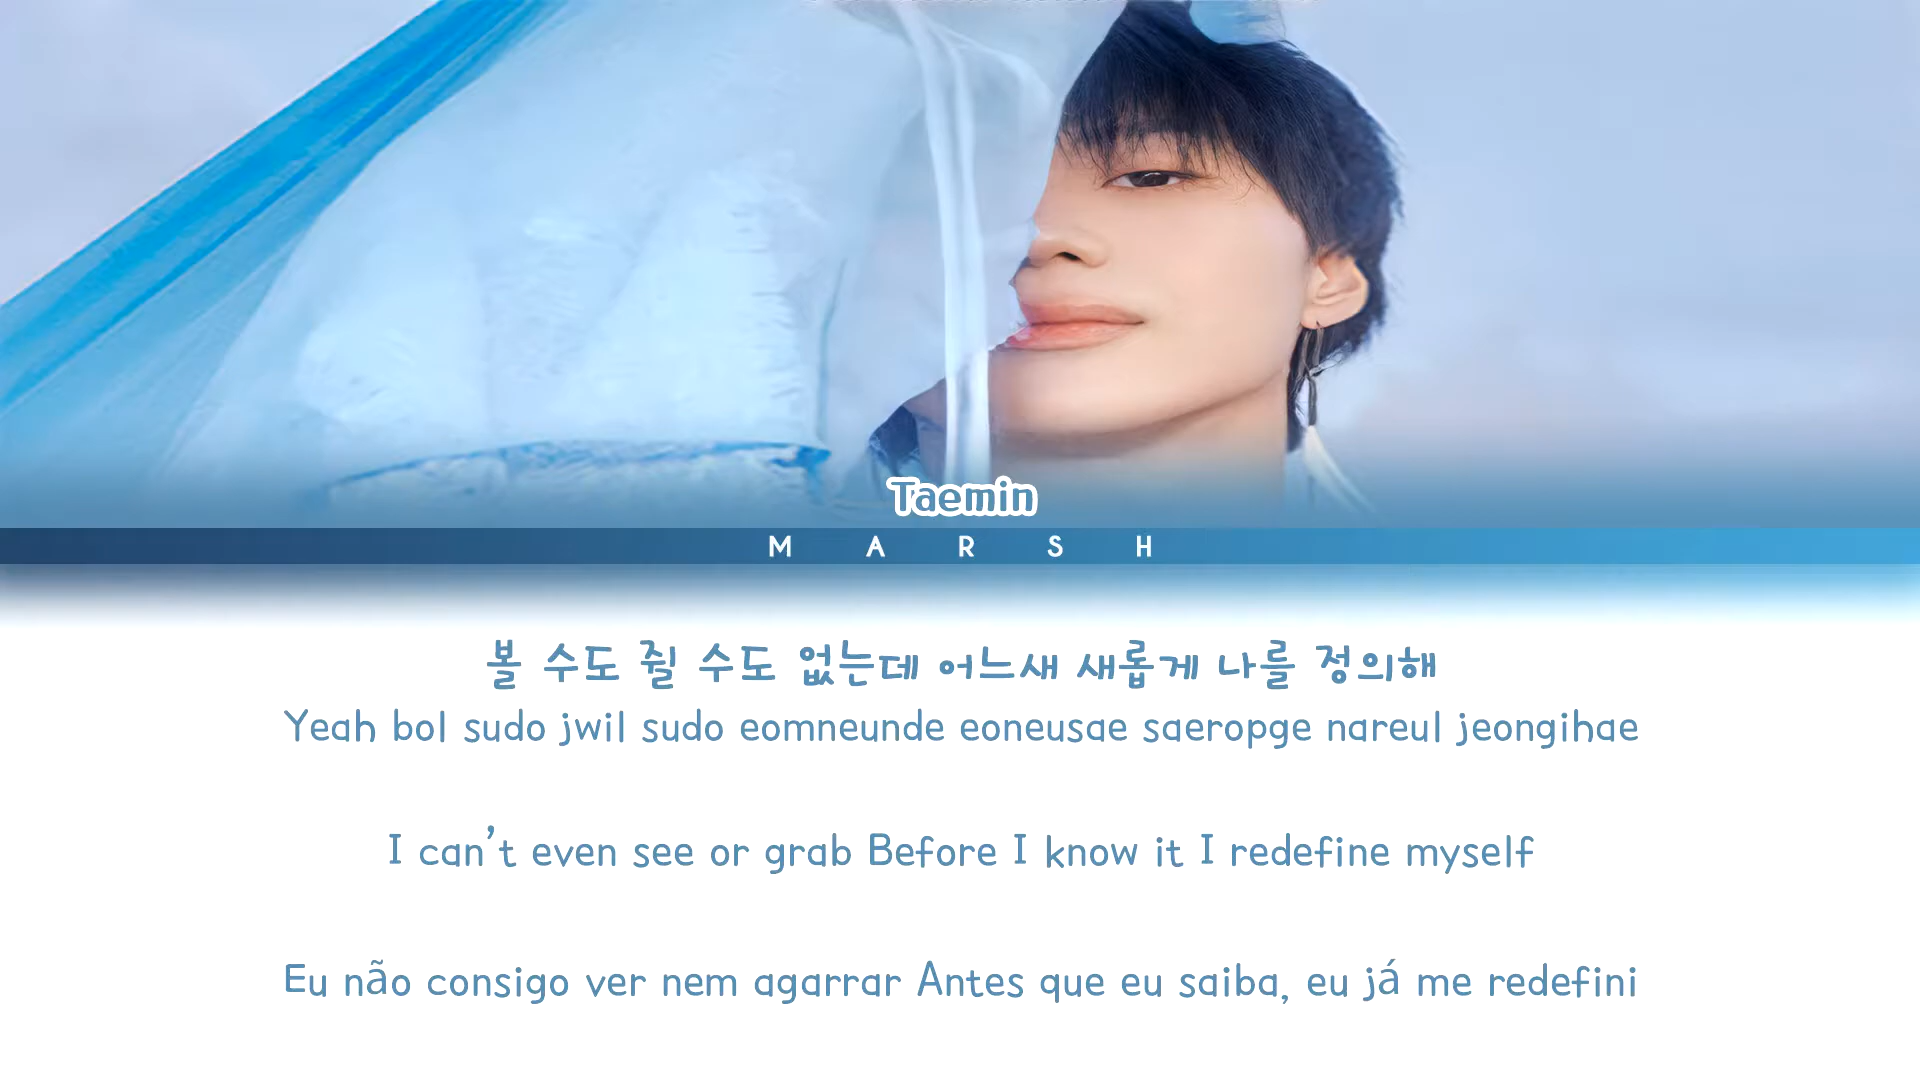 Taemin
M A R S H
볼 수도 쥘 수도 없는데 어느새 새롭게 나를 정의해
Yeah bol sudo jwil sudo eomneunde eoneusae saeropge nareul jeongihae
I can't even see or grab Before I know it I redefine myself
Eu não consigo ver nem agarrar Antes que eu saiba, eu já me redefini